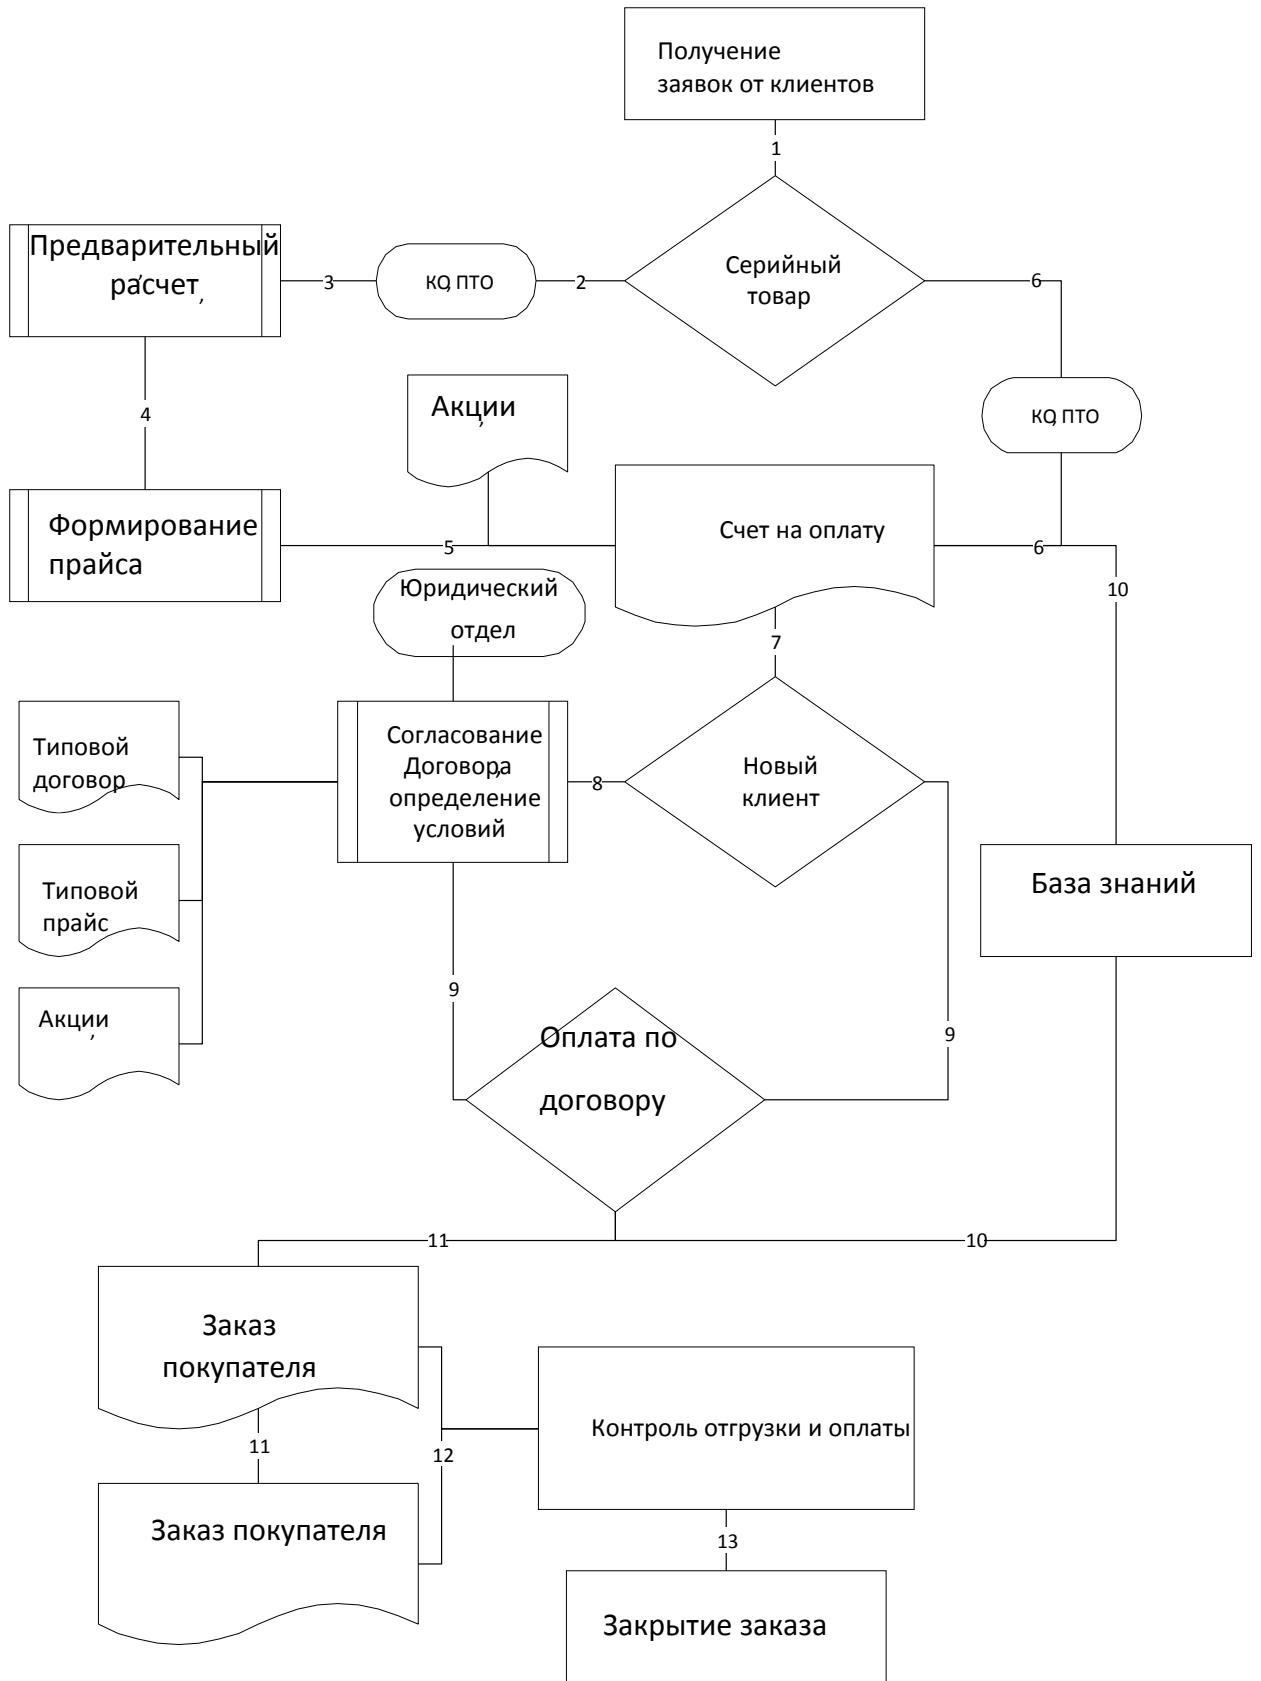 Получение
заявок от клиентов
1
Предварительный
расчет,
3
КО, ПТО
2
Серийный
товар
6
4
Акции,
КО, ПТО
Формирование
прайса
5
Счет на оплату
6
10
Юридический
отдел
7
Типовой
договор
Согласование
Договора,
определение
условий
8
Новый
клиент
Типовой
прайс
База знаний
Акции,
9
Оплата по
договору
9
11
10
Заказ
покупателя
Контроль отгрузки и оплаты
11
12
Заказ покупателя
13
Закрытие заказа